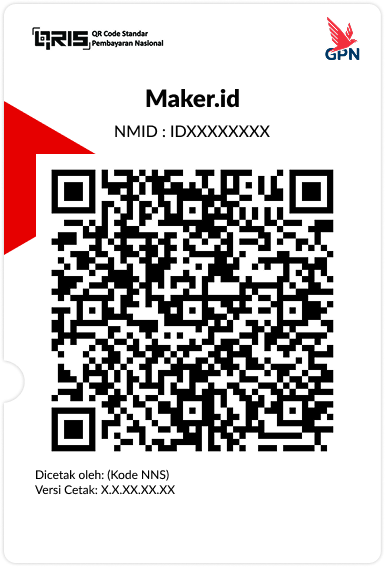 QRIS QR Code Standar
Pembayaran Nasional
GPN
Maker.id
NMID : IDXXXXXXXX
Dicetak oleh: (Kode NNS)
Versi Cetak: X.X.XX.XX.XX